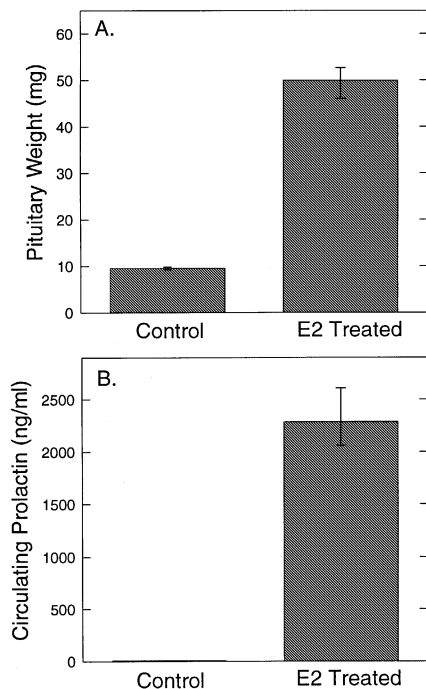 A.
Pituitary Weight (mg)
60
50
40
30
20
10
0
Control E2 Treated
B.
Circulating Prolactin (ng/ml)
2500
2000
1500
1000
500
0
Control E2 Treated